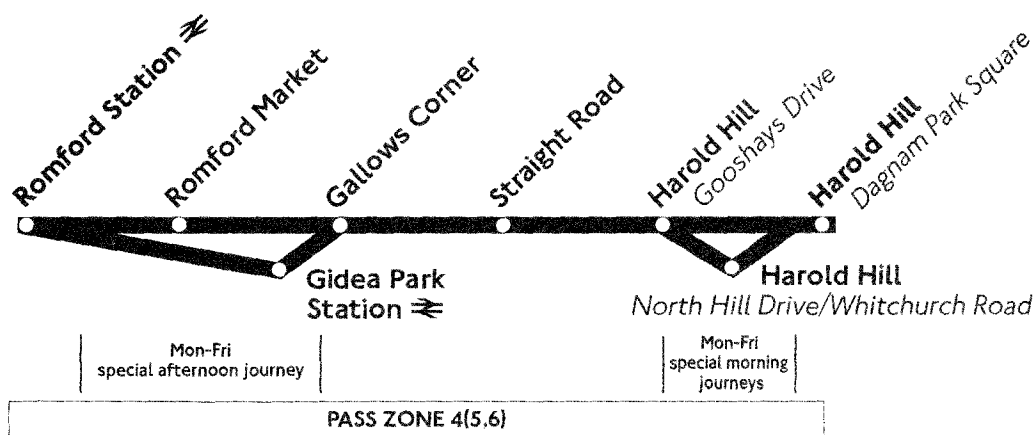 Romford Station
Romford Market
Gallows Corner
Straight Road
Harold Hill
Gooshays Drive
Harold Hill
Dagnam Park Square
Gidea Park
Station
Harold Hill
North Hill Drive/Whitchurch Road
Mon-Fri
special afternoon journey
Mon-Fri
special morning
journeys
PASS ZONE 4(5.6)